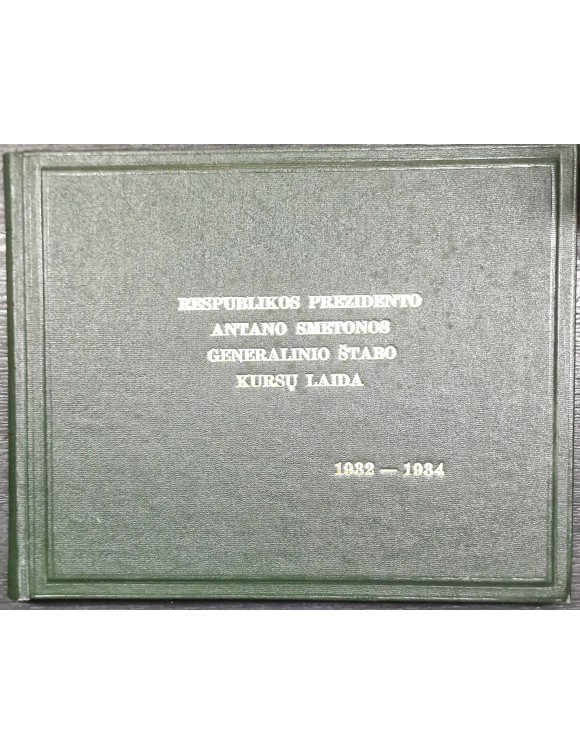 RESPUBLIKOS PREZIDENTO
ANTANO SMETONOS
GENERALINIO ŠTABO
KURSŲ LAIDA
1932 — 1934